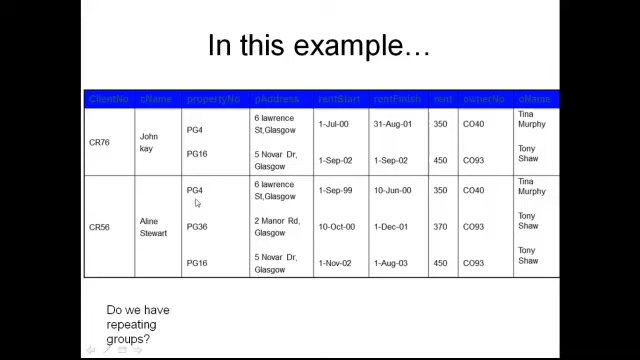 In this example…
ClientNo cName propertyNo pAddress rentStart rentFinish rent ownerNo oName
CR76 John kay PG4 6 lawrence St,Glasgow 1-Jul-00 31-Aug-01 350 CO40 Tina Murphy
PG16 5 Novar Dr, Glasgow 1-Sep-02 1-Sep-02 450 CO93 Tony Shaw
CR56 Aline Stewart PG4 6 lawrence St,Glasgow 1-Sep-99 10-Jun-00 350 CO40 Tina Murphy
PG36 2 Manor Rd, Glasgow 10-Oct-00 1-Dec-01 370 CO93 Tony Shaw
PG16 5 Novar Dr, Glasgow 1-Nov-02 1-Aug-03 450 CO93 Tony Shaw
Do we have
repeating
groups?